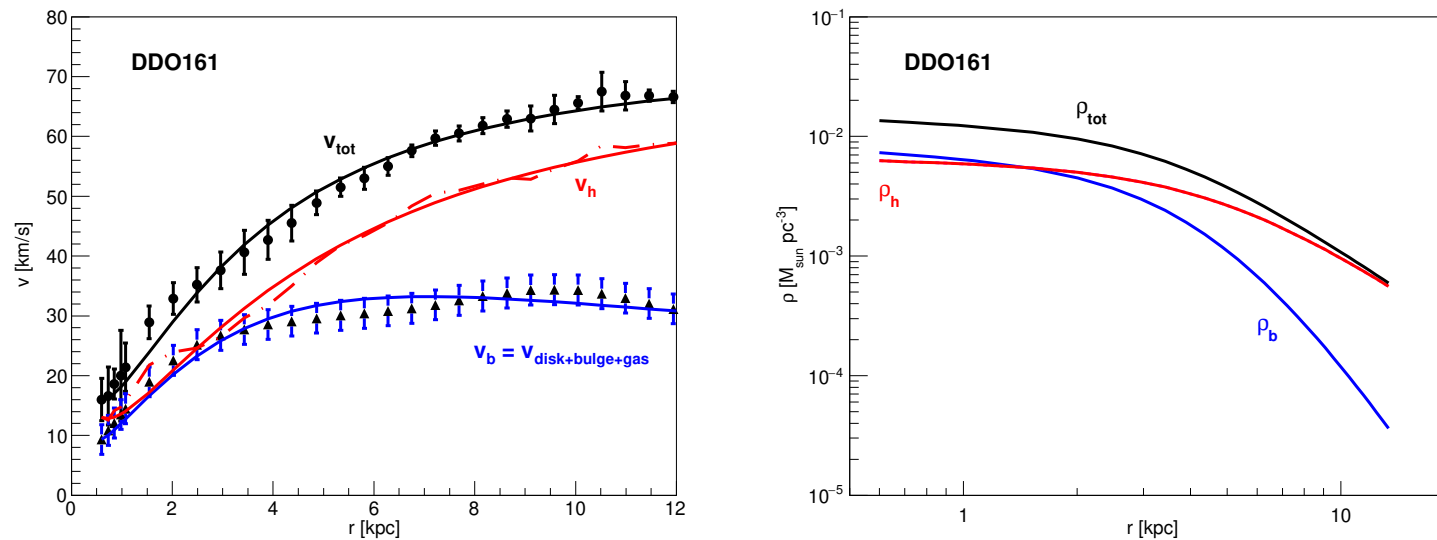 DDO161
v_tot
v_h
v_b = v_disk+bulge+gas
v [km/s]
80
70
60
50
40
30
20
10
0
0 2 4 6 8 10 12
r [kpc]
DDO161
ρ_tot
ρ_h
ρ_b
ρ [M_sun pc⁻³]
10⁻¹
10⁻²
10⁻³
10⁻⁴
10⁻⁵
1 10
r [kpc]